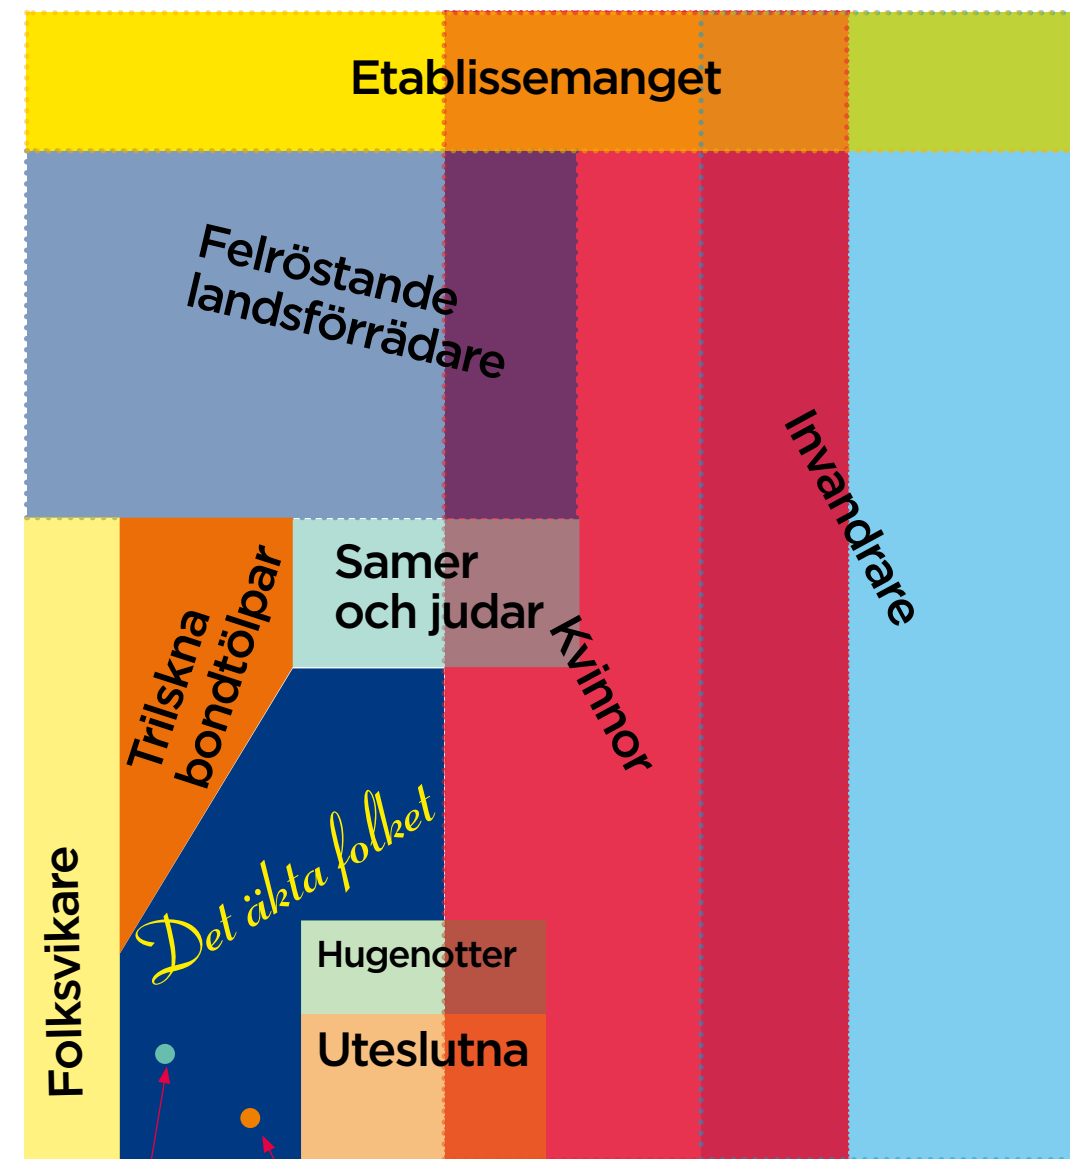 Etablissemanget
Felröstande
landsförrädare
Invandrare
Samer
och judar
Trilskna
bondtölpar
Kvinnor
Det äkta folket
Folksvikare
Hugenotter
Uteslutna